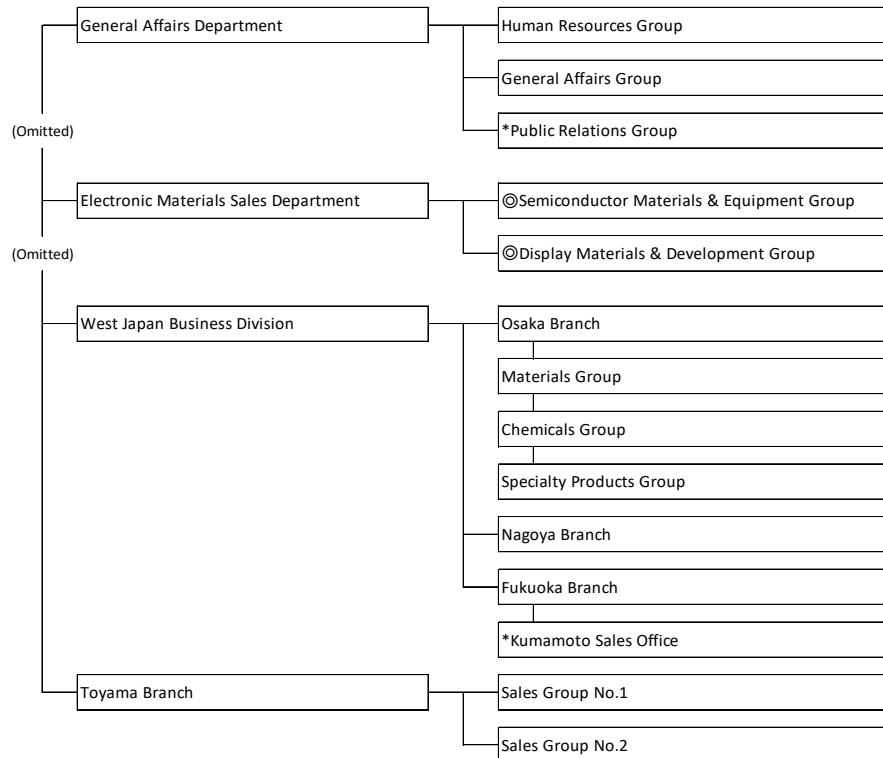 General Affairs Department
Human Resources Group
General Affairs Group
(Omitted)
*Public Relations Group
Electronic Materials Sales Department
◎Semiconductor Materials & Equipment Group
(Omitted)
◎Display Materials & Development Group
West Japan Business Division
Osaka Branch
Materials Group
Chemicals Group
Specialty Products Group
Nagoya Branch
Fukuoka Branch
*Kumamoto Sales Office
Toyama Branch
Sales Group No.1
Sales Group No.2